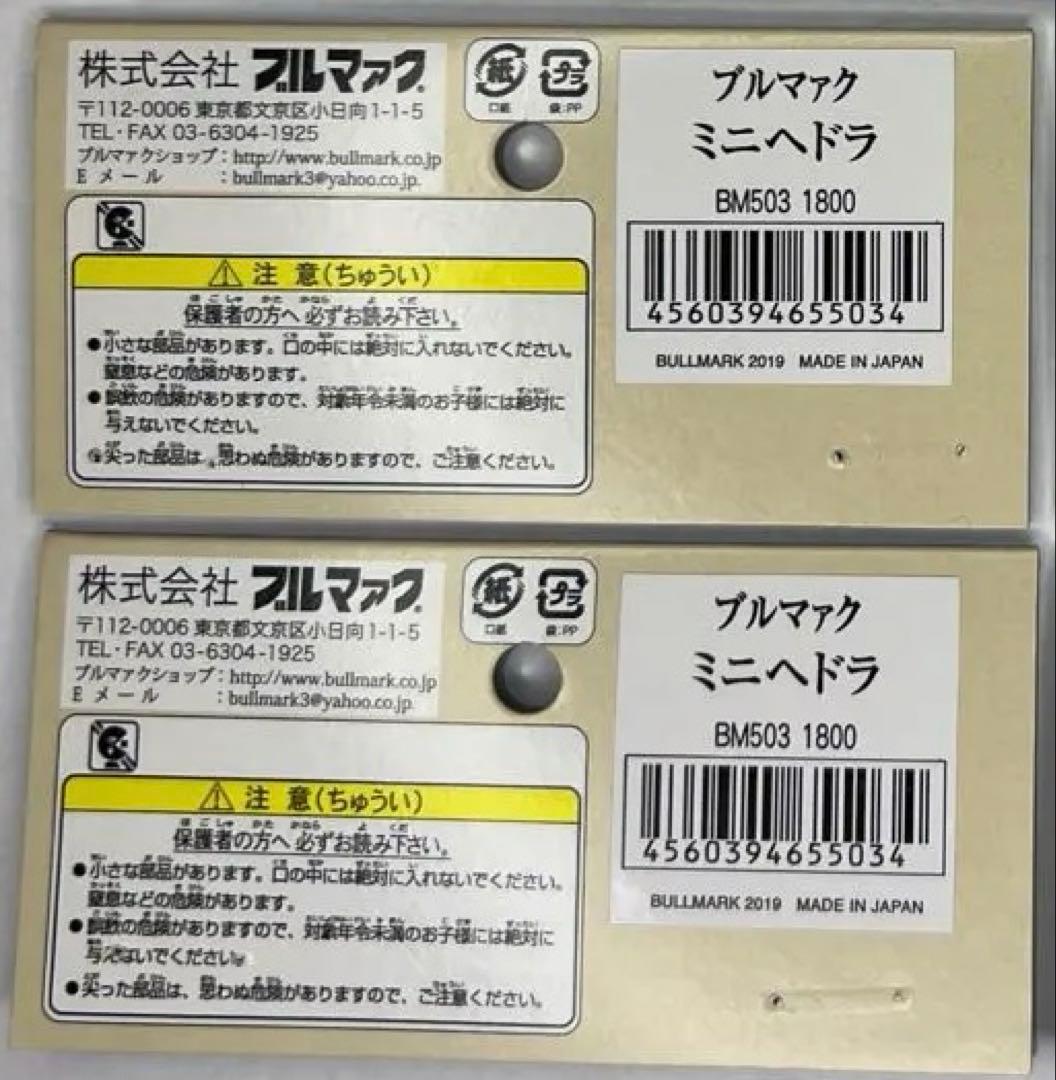 株式会社 ブルマァク®
〒112-0006 東京都文京区小日向1-1-5
TEL・FAX 03-6304-1925
ブルマァクショップ：http://www.bullmark.co.jp
Eメール：bullmark3@yahoo.co.jp
紙 プラ
口紙 袋:PP
注意(ちゅうい)
保護者の方へ 必ずお読み下さい。
●小さな部品があります。口の中には絶対に入れないでください。
窒息などの危険があります。
●誤飲の危険がありますので、対象年令未満のお子様には絶対に
与えないでください。
尖った部品は、思わぬ危険がありますので、ご注意ください。
ブルマァク
ミニヘドラ
BM503 1800
4560394655034
BULLMARK 2019 MADE IN JAPAN
株式会社 ブルマァク®
〒112-0006 東京都文京区小日向1-1-5
TEL・FAX 03-6304-1925
ブルマァクショップ：http://www.bullmark.co.jp
Eメール：bullmark3@yahoo.co.jp
紙 プラ
口紙 袋:PP
注意(ちゅうい)
保護者の方へ 必ずお読み下さい。
●小さな部品があります。口の中には絶対に入れないでください。
窒息などの危険があります。
●誤飲の危険がありますので、対象年令未満のお子様には絶対に
与えないでください。
●尖った部品は、思わぬ危険がありますので、ご注意ください。
ブルマァク
ミニヘドラ
BM503 1800
4560394655034
BULLMARK 2019 MADE IN JAPAN